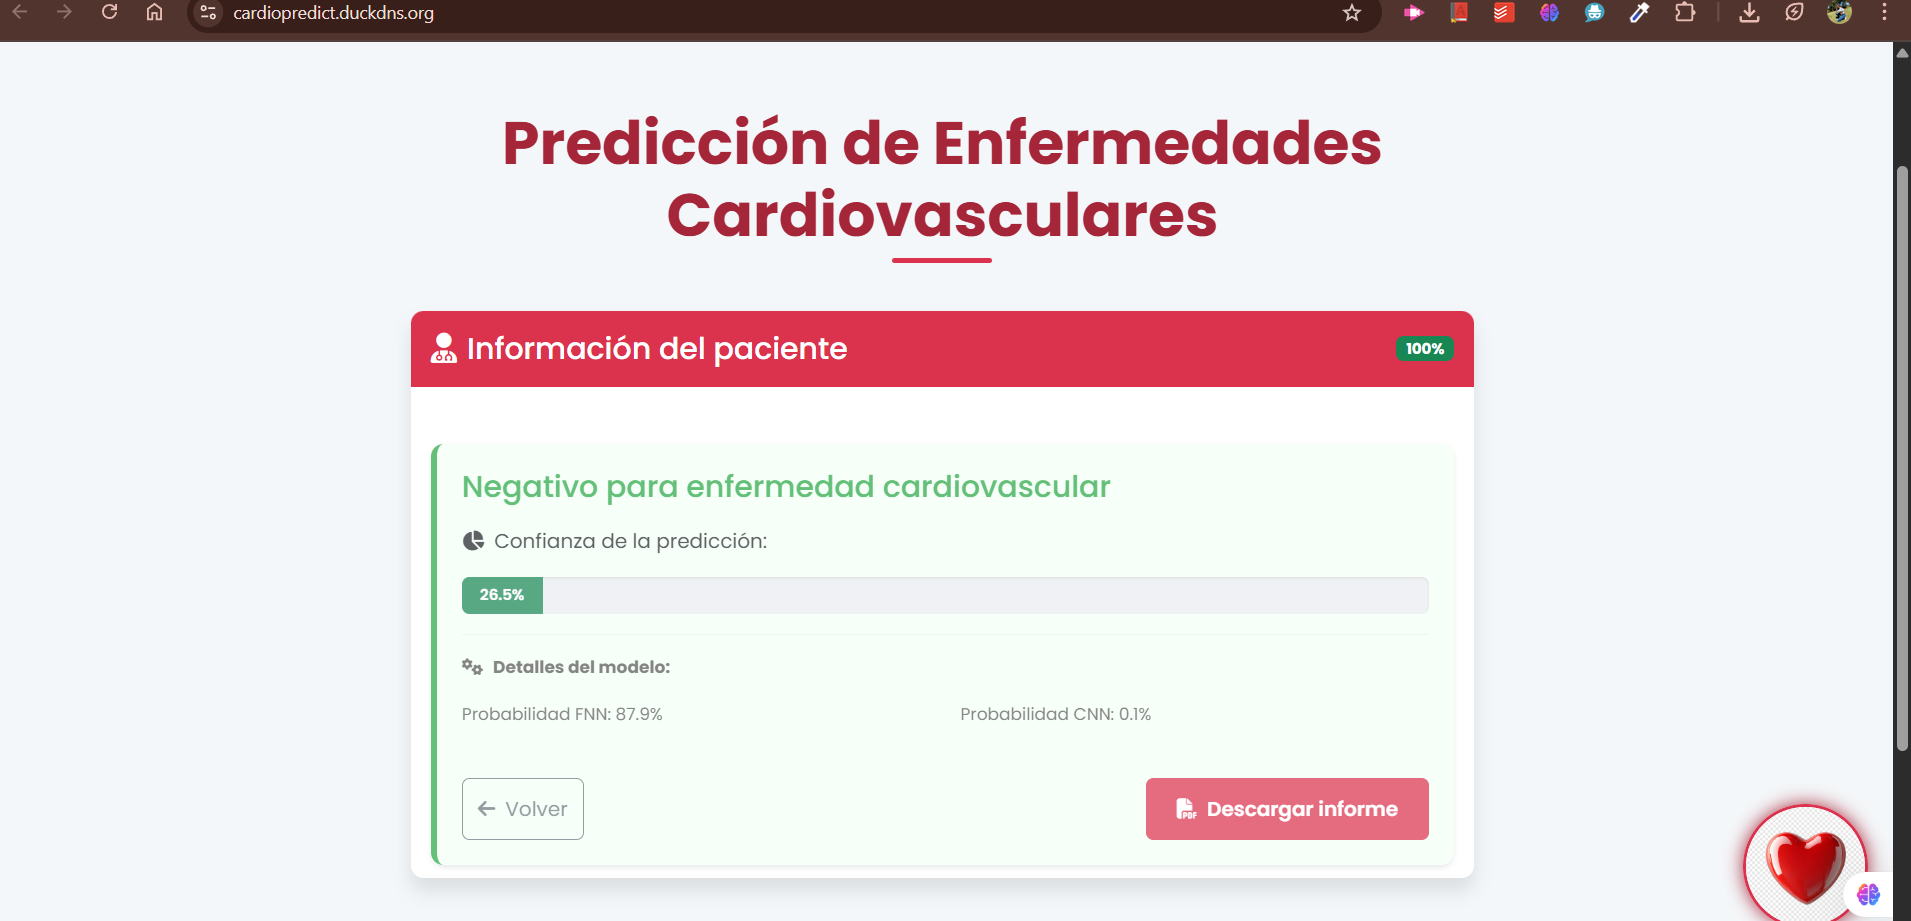 cardiopredict.duckdns.org
Predicción de Enfermedades
Cardiovasculares
Información del paciente
100%
Negativo para enfermedad cardiovascular
Confianza de la predicción:
26.5%
Detalles del modelo:
Probabilidad FNN: 87.9%
Probabilidad CNN: 0.1%
Volver
PDF
Descargar informe